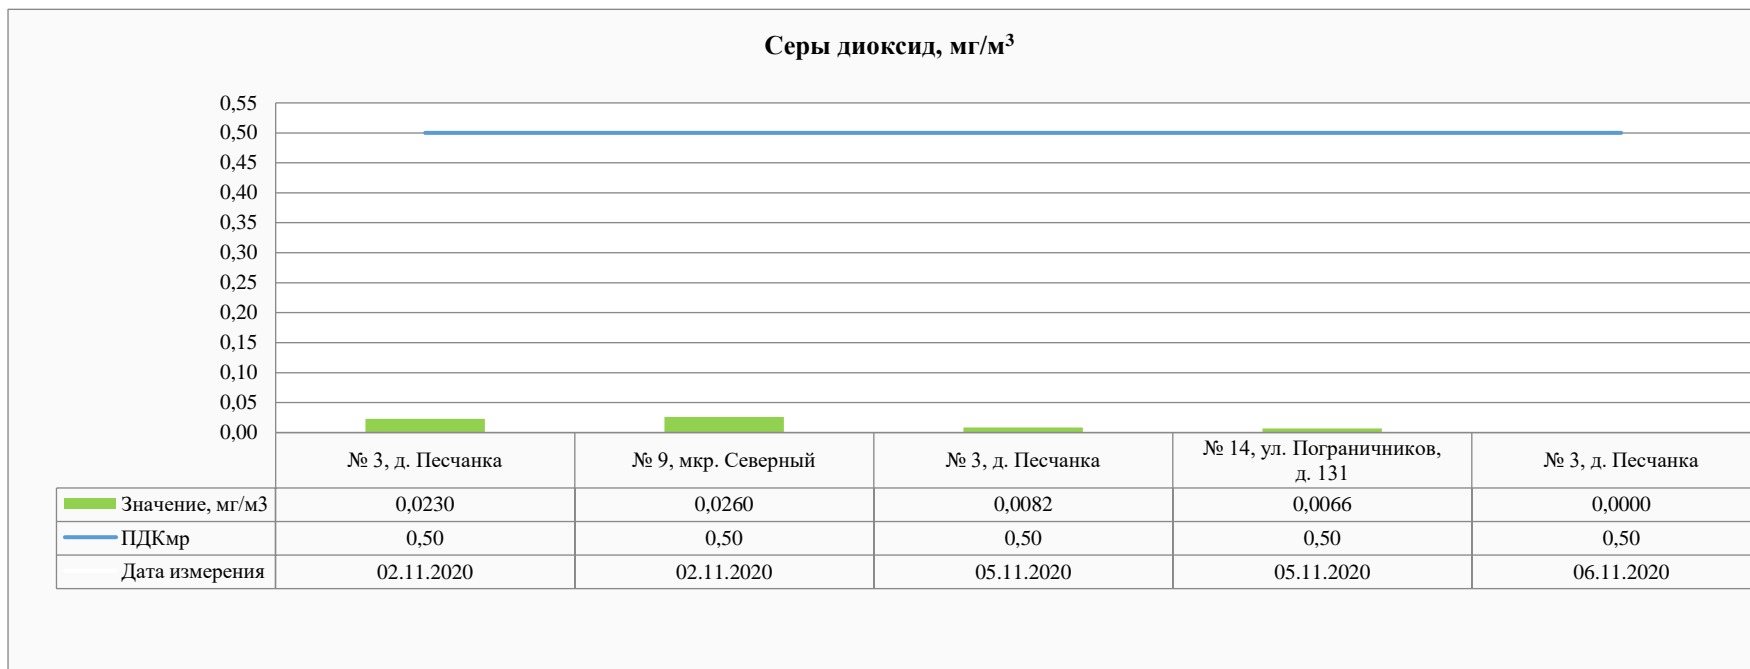 Серы диоксид, мг/м³
0,55
0,50
0,45
0,40
0,35
0,30
0,25
0,20
0,15
0,10
0,05
0,00
№ 3, д. Песчанка
№ 9, мкр. Северный
№ 3, д. Песчанка
№ 14, ул. Пограничников,
д. 131
№ 3, д. Песчанка
Значение, мг/м3 0,0230 0,0260 0,0082 0,0066 0,0000
ПДКмр 0,50 0,50 0,50 0,50 0,50
Дата измерения 02.11.2020 02.11.2020 05.11.2020 05.11.2020 06.11.2020